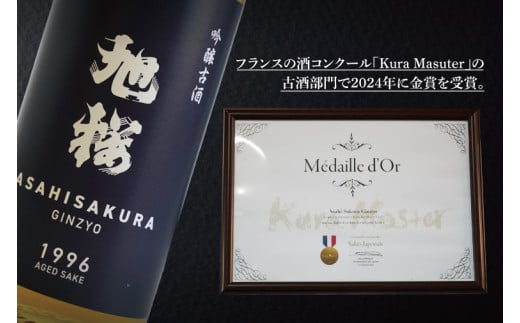 フランスの酒コンクール「Kura Masuter」の
古酒部門で2024年に金賞を受賞。
吟醸古酒
旭桜
ASAHISAKURA
GINZYO
1996
AGED SAKE
Médaille d'Or
Kura Master
Saké Japonais